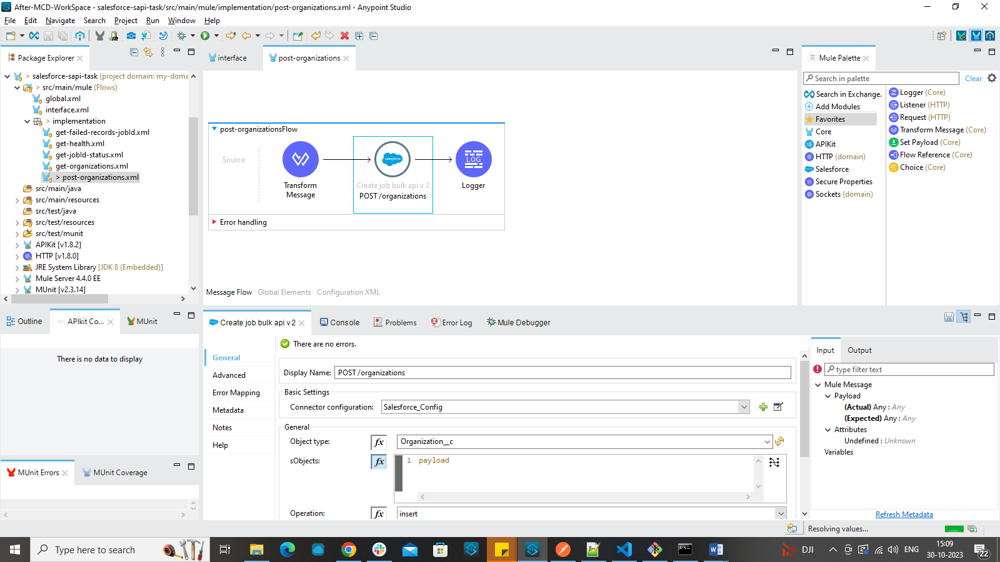 After-MCD-WorkSpace - salesforce-sapi-task/src/main/mule/implementation/post-organizations.xml - Anypoint Studio
File Edit Navigate Search Project Run Window Help
Package Explorer
> salesforce-sapi-task (project domain: my-doma
> src/main/mule (Flows)
global.xml
interface.xml
> implementation
get-failed-records-jobId.xml
get-health.xml
get-jobId-status.xml
get-organizations.xml
> post-organizations.xml
src/main/java
src/main/resources
src/test/java
src/test/resources
src/test/munit
APIKit [v1.8.2]
HTTP [v1.8.0]
JRE System Library [JDK 8 (Embedded)]
Mule Server 4.4.0 EE
MUnit [v2.3.14]
interface
post-organizations
post-organizationsFlow
Source
Transform Message
salesforce
Create job bulk api v 2
POST /organizations
LOG
Logger
Error handling
Message Flow Global Elements Configuration XML
Mule Palette
Search in palette
Clear
Search in Exchange.
Add Modules
Favorites
Core
APIKit
HTTP (domain)
Salesforce
Secure Properties
Sockets (domain)
Logger (Core)
Listener (HTTP)
Request (HTTP)
Transform Message (Core)
Set Payload (Core)
Flow Reference (Core)
Choice (Core)
Outline
api APIkit Co...
MUnit
There is no data to display
MUnit Errors
MUnit Coverage
Create job bulk api v 2
Console
Problems
Error Log
Mule Debugger
There are no errors.
General
Advanced
Error Mapping
Metadata
Notes
Help
Display Name: POST /organizations
Basic Settings
Connector configuration: Salesforce_Config
General
Object type: fx Organization__c
sObjects: fx 1 payload
Operation: fx insert
Input
Output
type filter text
Mule Message
Payload
(Actual) Any : Any
(Expected) Any : Any
Attributes
Undefined : Unknown
Variables
Refresh Metadata
Resolving values...
Type here to search
DJI
ENG
15:09
30-10-2023
22